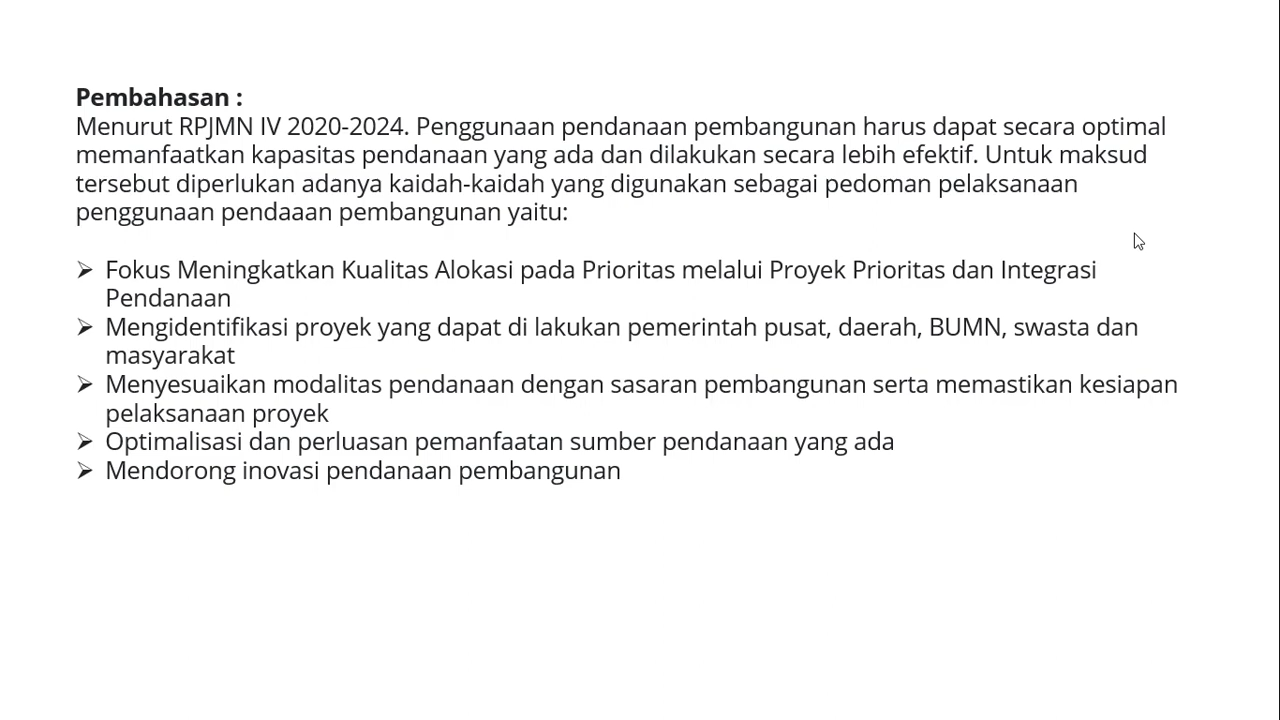 Pembahasan :
Menurut RPJMN IV 2020-2024. Penggunaan pendanaan pembangunan harus dapat secara optimal
memanfaatkan kapasitas pendanaan yang ada dan dilakukan secara lebih efektif. Untuk maksud
tersebut diperlukan adanya kaidah-kaidah yang digunakan sebagai pedoman pelaksanaan
penggunaan pendaaan pembangunan yaitu:
➢ Fokus Meningkatkan Kualitas Alokasi pada Prioritas melalui Proyek Prioritas dan Integrasi
Pendanaan
➢ Mengidentifikasi proyek yang dapat di lakukan pemerintah pusat, daerah, BUMN, swasta dan
masyarakat
➢ Menyesuaikan modalitas pendanaan dengan sasaran pembangunan serta memastikan kesiapan
pelaksanaan proyek
➢ Optimalisasi dan perluasan pemanfaatan sumber pendanaan yang ada
➢ Mendorong inovasi pendanaan pembangunan